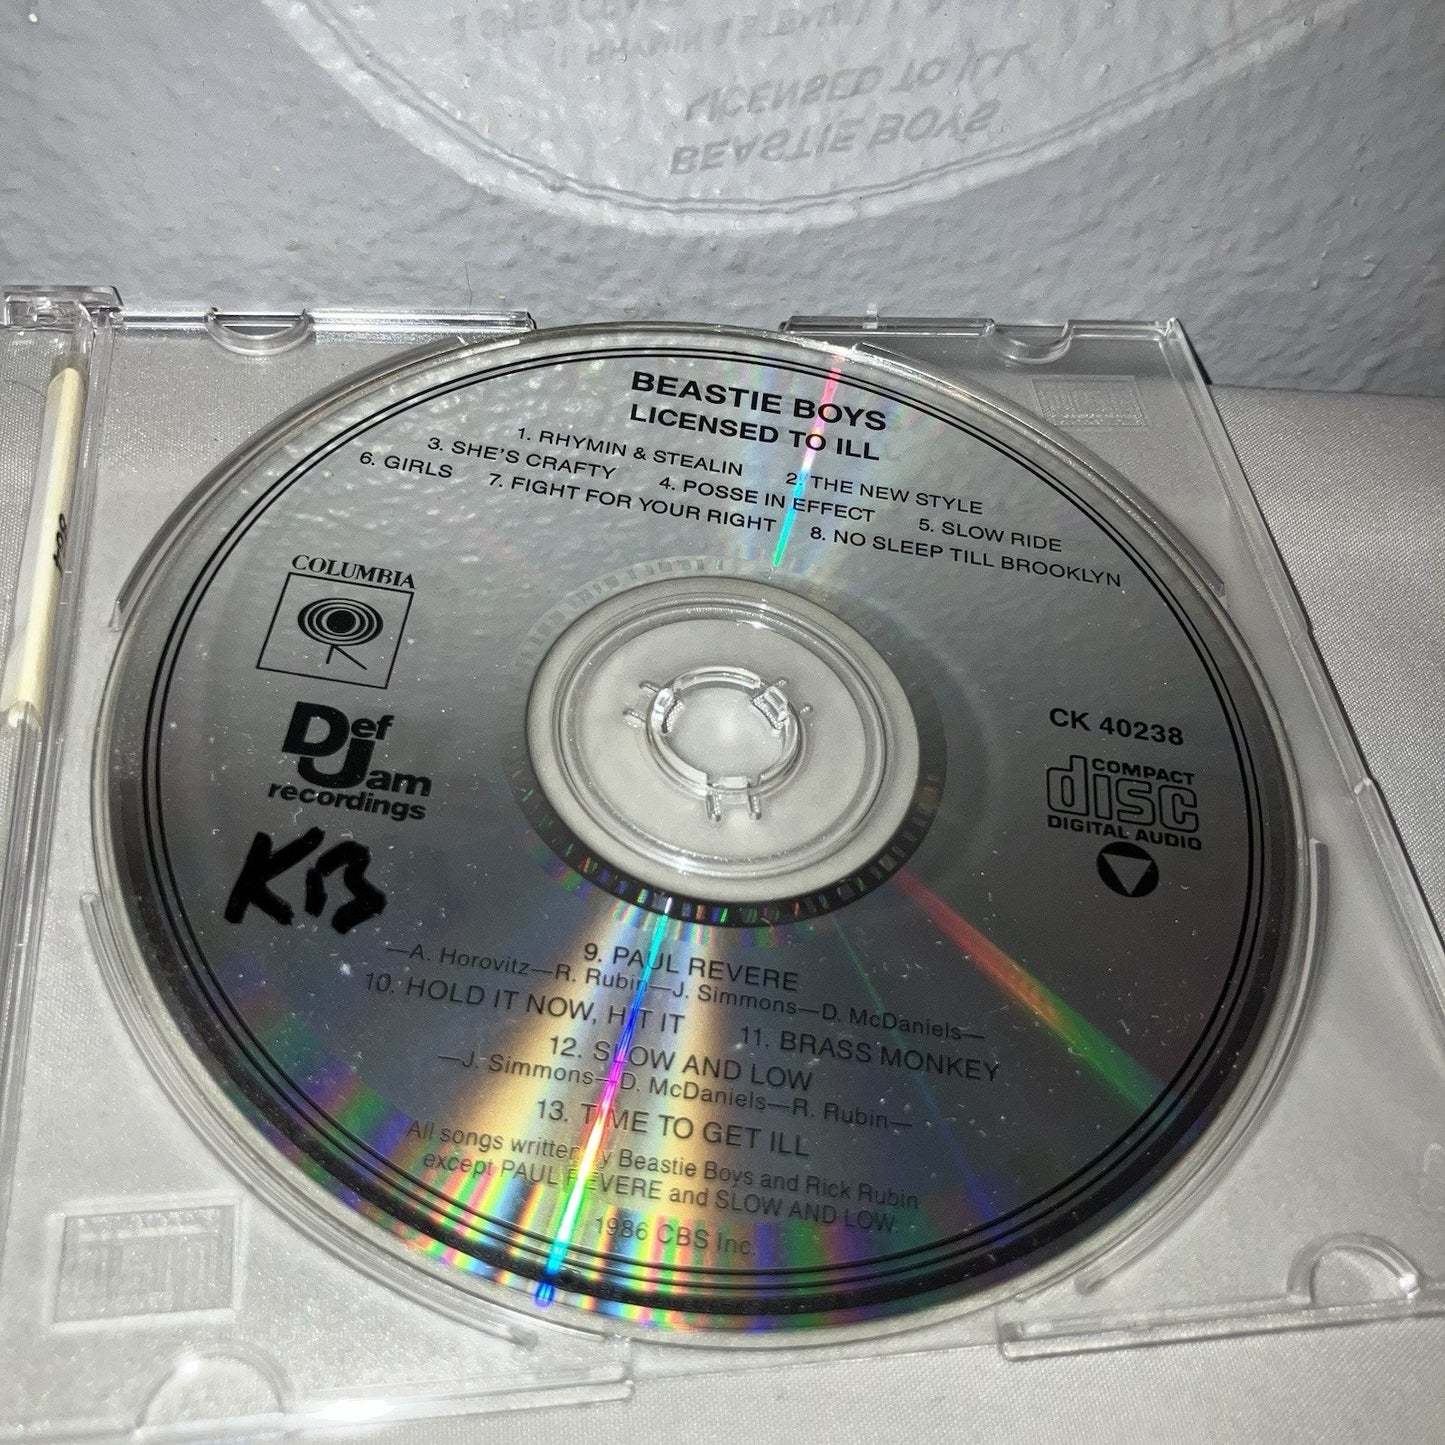 BEASTIE BOYS
LICENSED TO ILL
1. RHYMIN & STEALIN 2. THE NEW STYLE
3. SHE'S CRAFTY 4. POSSE IN EFFECT 5. SLOW RIDE
6. GIRLS 7. FIGHT FOR YOUR RIGHT 8. NO SLEEP TILL BROOKLYN
COLUMBIA
Def
Jam
recordings
KB
CK 40238
COMPACT
disc
DIGITAL AUDIO
9. PAUL REVERE
—A. Horovitz—R. Rubin—J. Simmons—D. McDaniels—
10. HOLD IT NOW, HIT IT 11. BRASS MONKEY
12. SLOW AND LOW
—J. Simmons—D. McDaniels—R. Rubin—
13. TIME TO GET ILL
All songs written by Beastie Boys and Rick Rubin
except PAUL REVERE and SLOW AND LOW.
1986 CBS Inc.
BEASTIE BOYS
LICENSED TO ILL